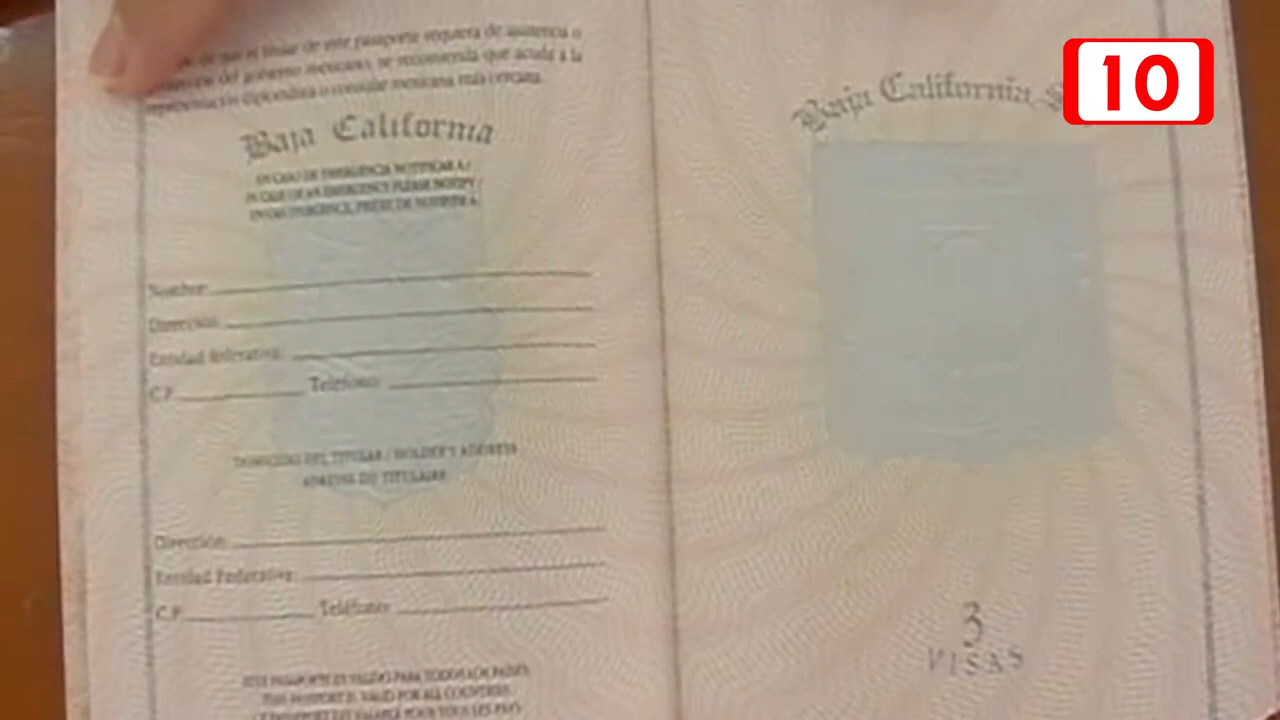 de que el titular de este pasaporte requiera de asistencia o
protección del gobierno mexicano, se recomienda que acuda a la
representación diplomática o consular mexicana más cercana.
Baja California
EN CASO DE EMERGENCIA NOTIFICAR A /
IN CASE OF AN EMERGENCY PLEASE NOTIFY /
EN CAS D'URGENCE, PRIÈRE DE NOTIFIER A
Nombre:
Dirección:
Entidad federativa:
C.P. Teléfono:
DOMICILIO DEL TITULAR / HOLDER'S ADDRESS
ADRESSE DU TITULAIRE
Dirección:
Entidad Federativa:
C.P. Teléfono:
ESTE PASAPORTE ES VALIDO PARA TODOS LOS PAISES
THIS PASSPORT IS VALID FOR ALL COUNTRIES
CE PASSEPORT EST VALABLE POUR TOUS LES PAYS
Baja California
10
3
VISAS